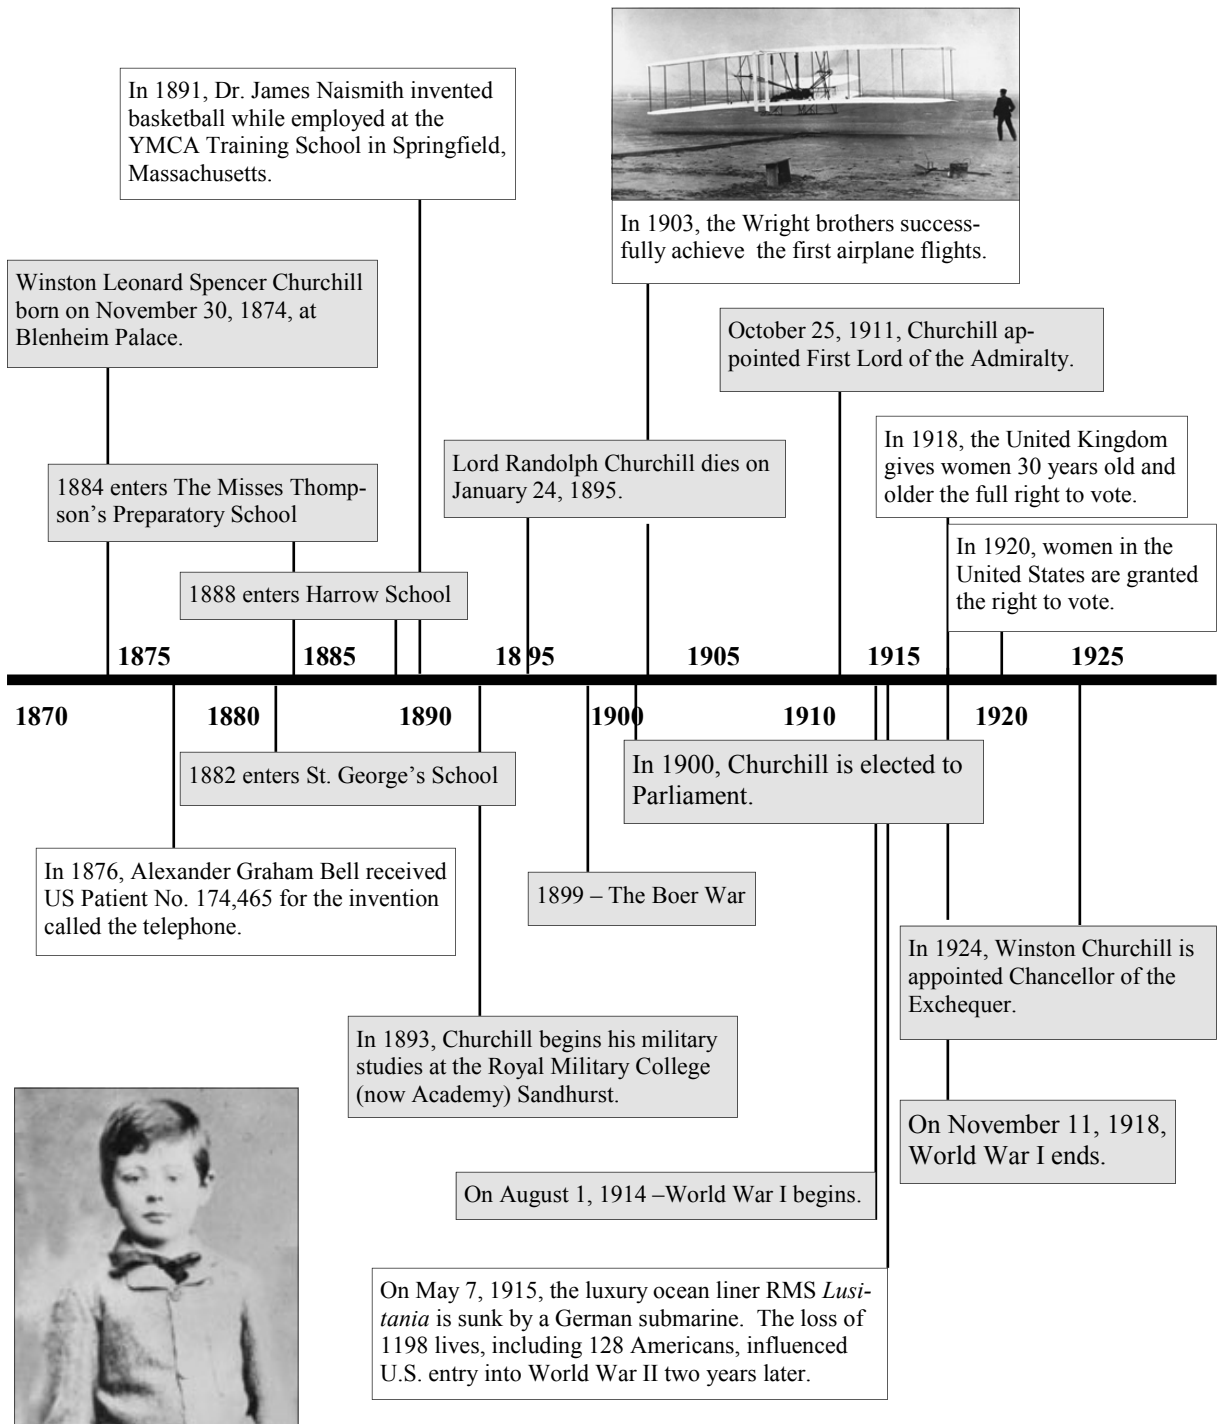 In 1891, Dr. James Naismith invented
basketball while employed at the
YMCA Training School in Springfield,
Massachusetts.
In 1903, the Wright brothers success-
fully achieve the first airplane flights.
Winston Leonard Spencer Churchill
born on November 30, 1874, at
Blenheim Palace.
October 25, 1911, Churchill ap-
pointed First Lord of the Admiralty.
In 1918, the United Kingdom
gives women 30 years old and
older the full right to vote.
Lord Randolph Churchill dies on
January 24, 1895.
1884 enters The Misses Thomp-
son's Preparatory School
In 1920, women in the
United States are granted
the right to vote.
1888 enters Harrow School
1875 1885 1895 1905 1915 1925
1870 1880 1890 1900 1910 1920
1882 enters St. George's School
In 1900, Churchill is elected to
Parliament.
In 1876, Alexander Graham Bell received
US Patient No. 174,465 for the invention
called the telephone.
1899 – The Boer War
In 1924, Winston Churchill is
appointed Chancellor of the
Exchequer.
In 1893, Churchill begins his military
studies at the Royal Military College
(now Academy) Sandhurst.
On November 11, 1918,
World War I ends.
On August 1, 1914 –World War I begins.
On May 7, 1915, the luxury ocean liner RMS Lusi-
tania is sunk by a German submarine.  The loss of
1198 lives, including 128 Americans, influenced
U.S. entry into World War II two years later.